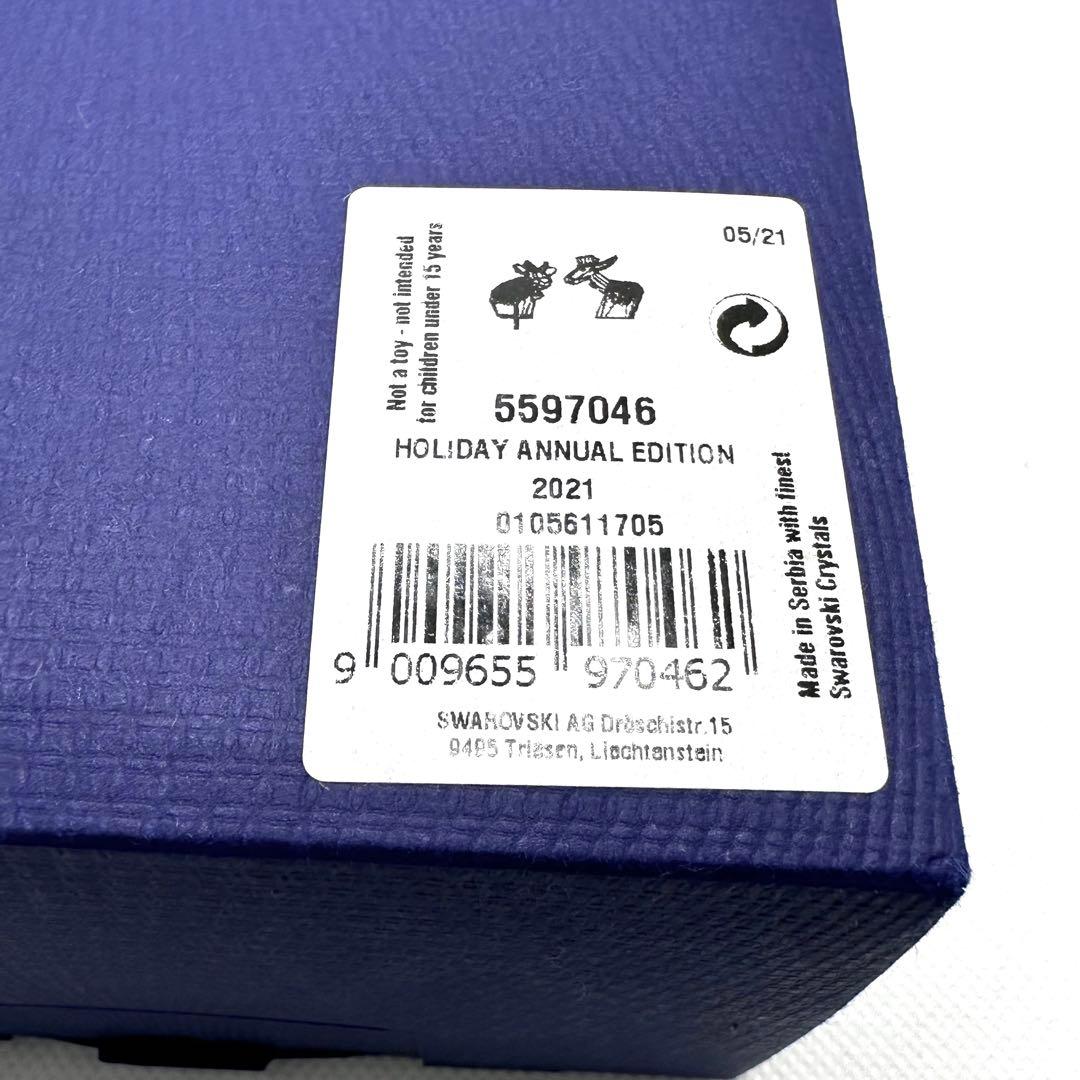 05/21
Not a toy - not intended
for children under 15 years
5597046
HOLIDAY ANNUAL EDITION
2021
0105611705
9 009655 970462
Made in Serbia with finest
Swarovski Crystals
SWAROVSKI AG Dröschistr.15
9495 Triesen, Liechtenstein